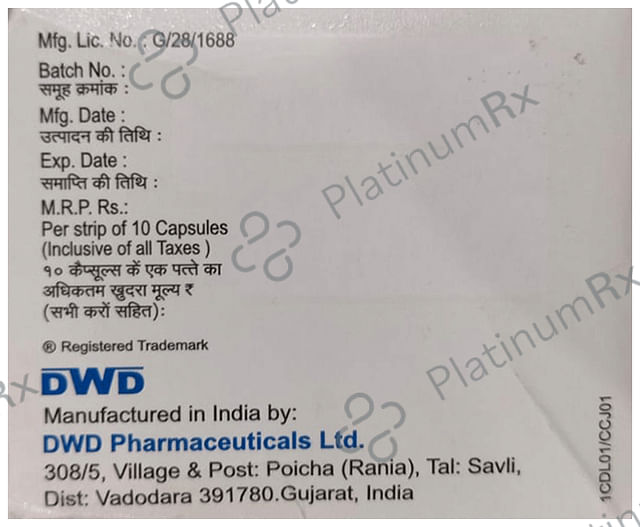 Mfg. Lic. No. : G/28/1688
Batch No. :
समूह क्रमांक :
Mfg. Date :
उत्पादन की तिथि :
Exp. Date :
समाप्ति की तिथि :
M.R.P. Rs.:
Per strip of 10 Capsules
(Inclusive of all Taxes )
१० कैप्सूल्स कें एक पत्ते का
अधिकतम खुदरा मूल्य ₹
(सभी करों सहित):
® Registered Trademark
DWD
Manufactured in India by:
DWD Pharmaceuticals Ltd.
308/5, Village & Post: Poicha (Rania), Tal: Savli,
Dist: Vadodara 391780.Gujarat, India
1CDL01/CCJ01
PlatinumRx
PlatinumRx